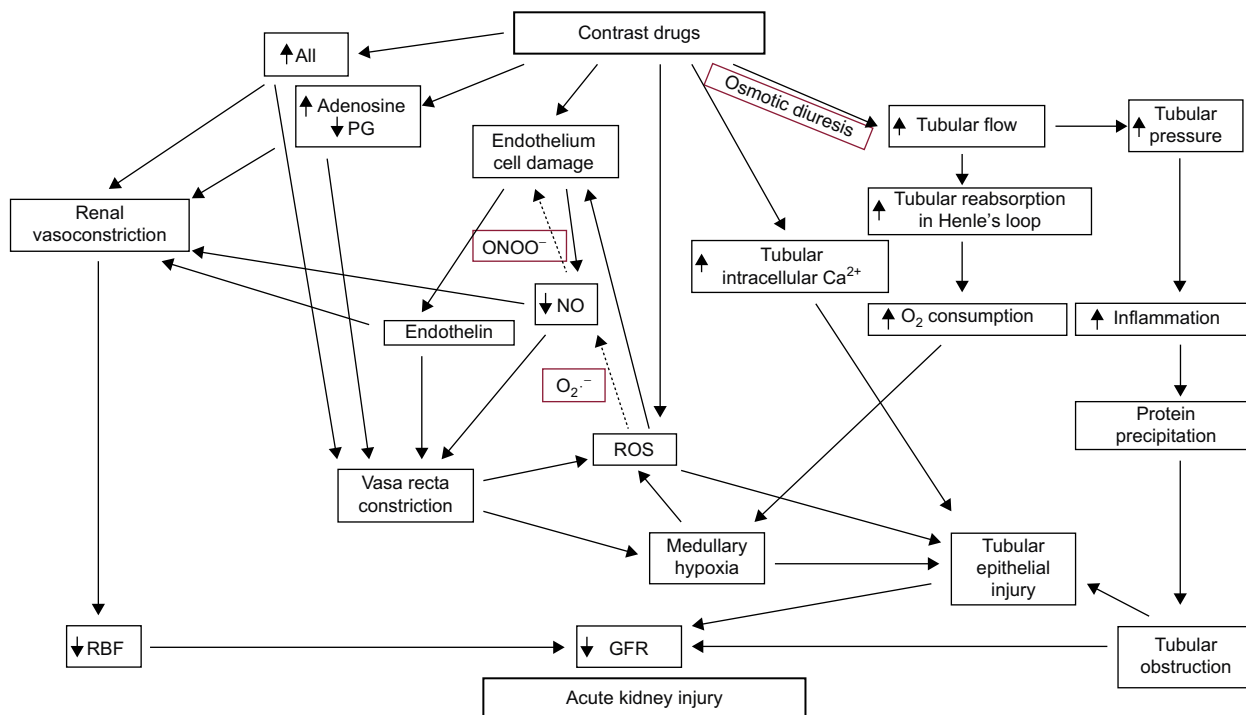 Contrast drugs
↑ All
↑ Adenosine
↓ PG
Osmotic diuresis
Endothelium
cell damage
↑ Tubular flow
↑ Tubular
pressure
Renal
vasoconstriction
↑ Tubular reabsorption
in Henle's loop
ONOO⁻
↑ Tubular
intracellular Ca²⁺
↓ NO
Endothelin
↑ O₂ consumption
↑ Inflammation
O₂·⁻
Protein
precipitation
ROS
Vasa recta
constriction
Medullary
hypoxia
Tubular
epithelial
injury
↓ RBF
↓ GFR
Tubular
obstruction
Acute kidney injury